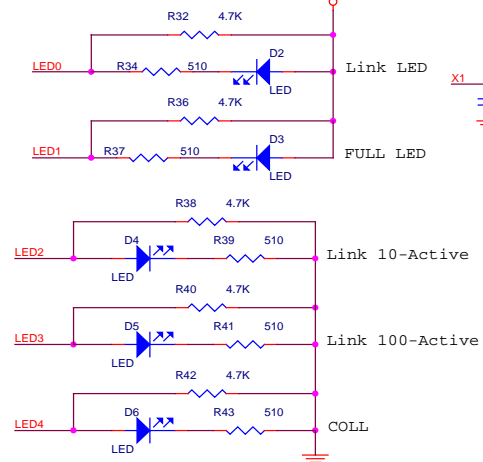 R32 4.7K
D2
LED0 R34 510 Link LED
LED
X1
R36 4.7K
D3
LED1 R37 510 FULL LED
LED
R38 4.7K
D4 R39 510
LED2 Link 10-Active
LED
R40 4.7K
D5 R41 510
LED3 Link 100-Active
LED
R42 4.7K
D6 R43 510
LED4 COLL
LED